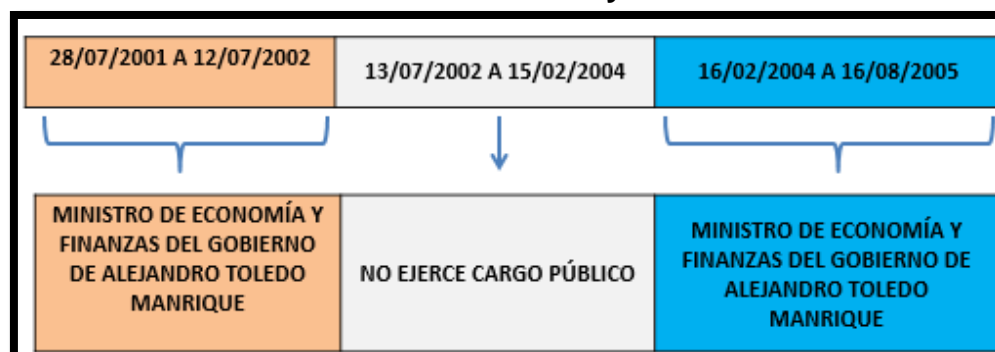 28/07/2001 A 12/07/2002
13/07/2002 A 15/02/2004
16/02/2004 A 16/08/2005
MINISTRO DE ECONOMÍA Y
FINANZAS DEL GOBIERNO
DE ALEJANDRO TOLEDO
MANRIQUE
NO EJERCE CARGO PÚBLICO
MINISTRO DE ECONOMÍA Y
FINANZAS DEL GOBIERNO DE
ALEJANDRO TOLEDO
MANRIQUE